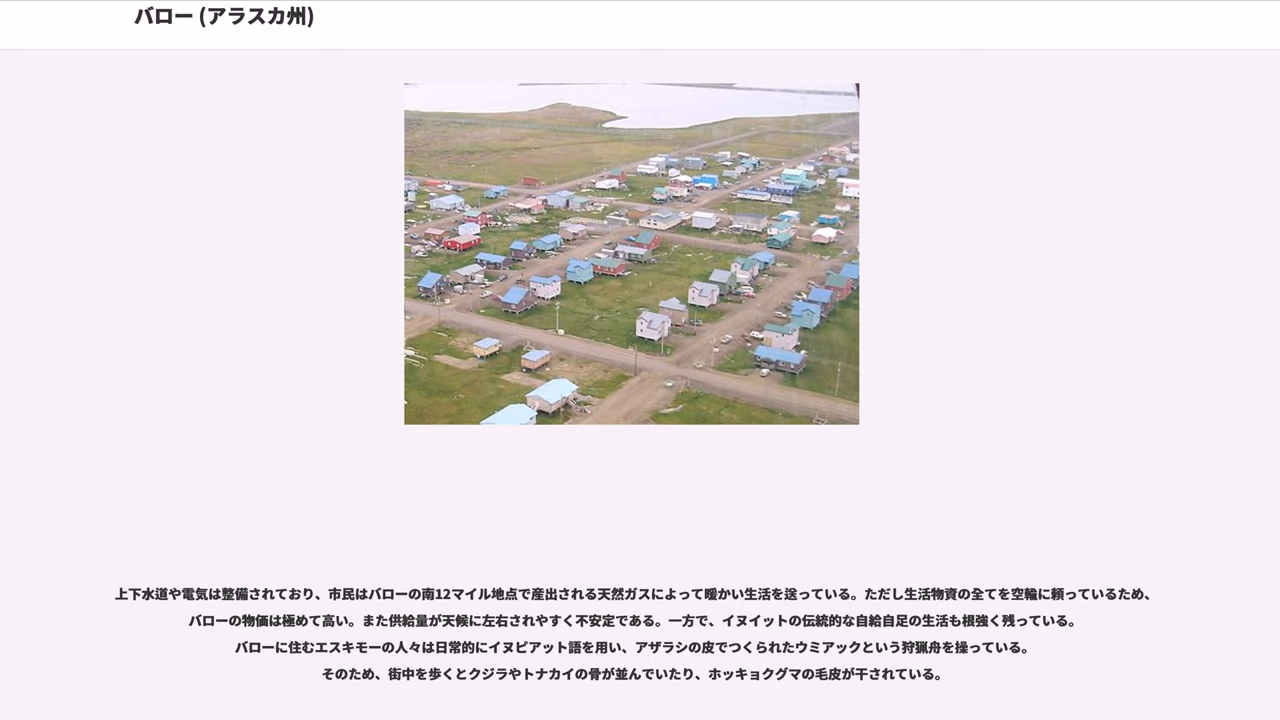 バロー (アラスカ州)
上下水道や電気は整備されており、市民はバローの南12マイル地点で産出される天然ガスによって暖かい生活を送っている。ただし生活物資の全てを空輸に頼っているため、
バローの物価は極めて高い。また供給量が天候に左右されやすく不安定である。一方で、イヌイットの伝統的な自給自足の生活も根強く残っている。
バローに住むエスキモーの人々は日常的にイヌピアット語を用い、アザラシの皮でつくられたウミアックという狩猟舟を操っている。
そのため、街中を歩くとクジラやトナカイの骨が並んでいたり、ホッキョクグマの毛皮が干されている。